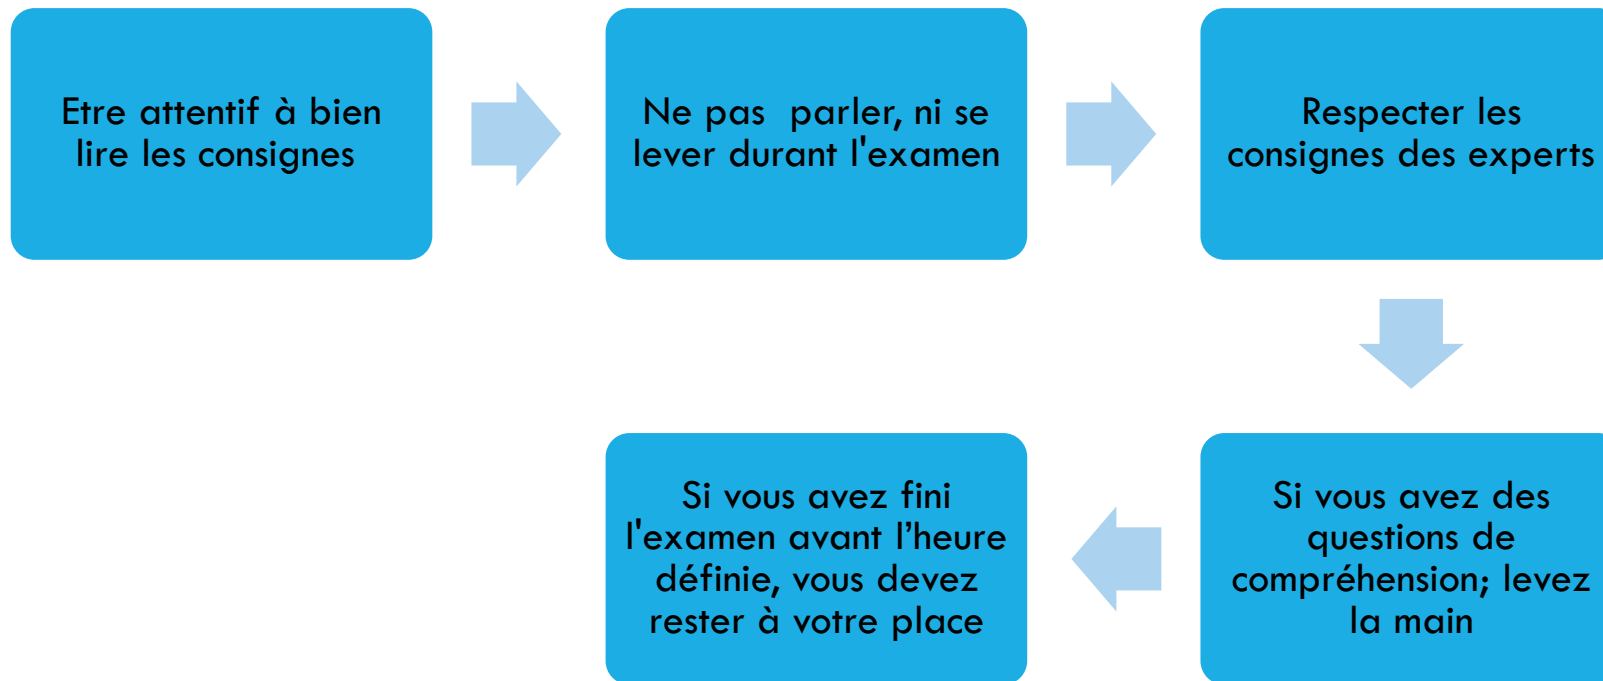 Etre attentif à bien
lire les consignes
Ne pas  parler, ni se
lever durant l'examen
Respecter les
consignes des experts
Si vous avez des
questions de
compréhension; levez
la main
Si vous avez fini
l'examen avant l’heure
définie, vous devez
rester à votre place